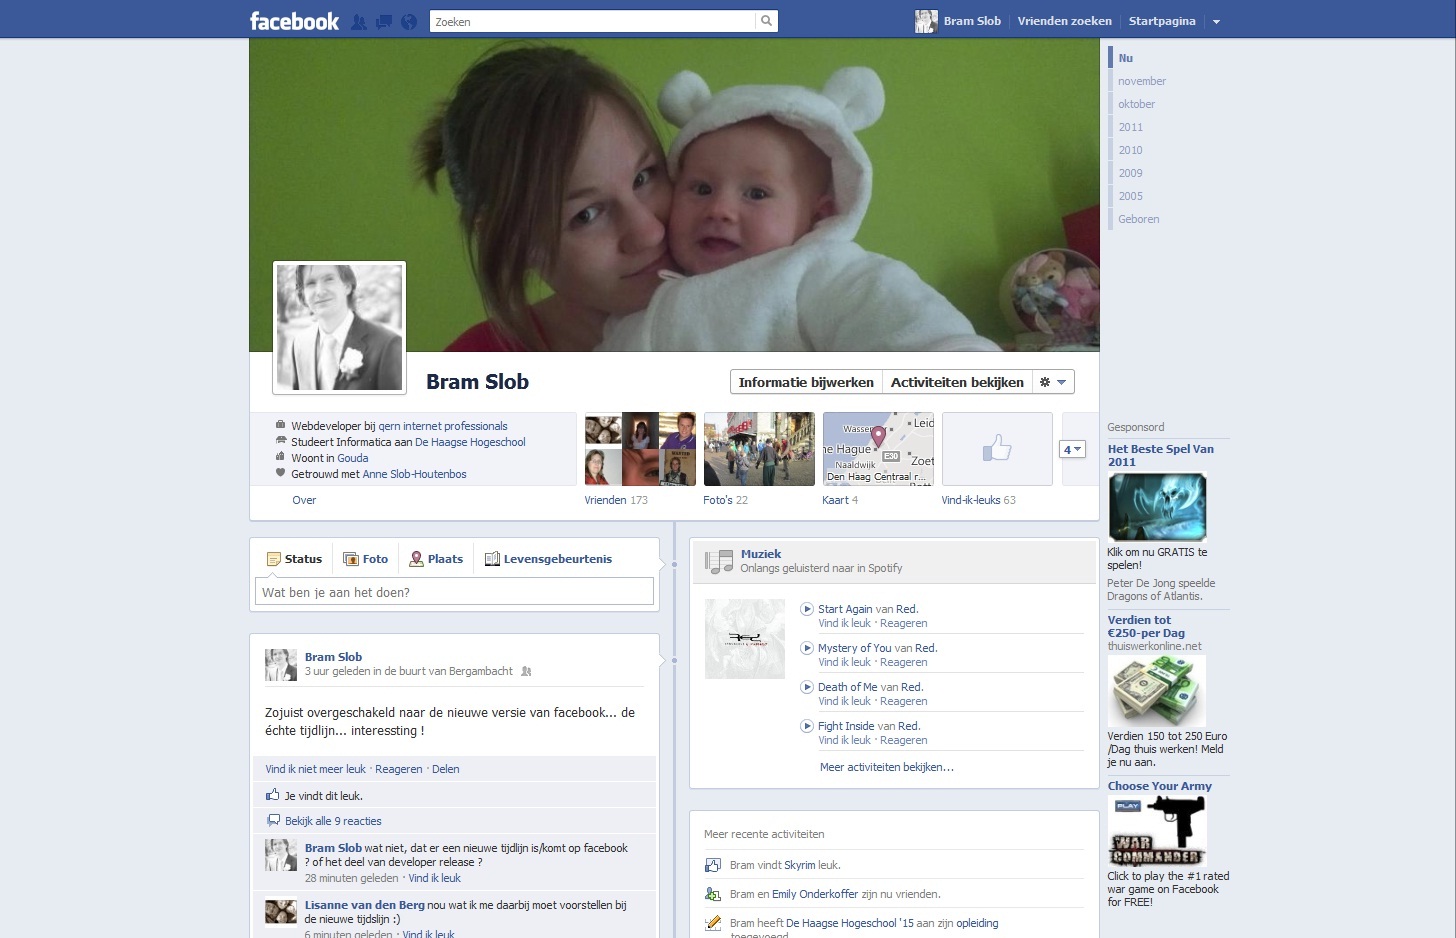 facebook
Zoeken
Bram Slob
Vrienden zoeken
Startpagina
Nu
november
oktober
2011
2010
2009
2005
Geboren
Bram Slob
Informatie bijwerken
Activiteiten bekijken
Webdeveloper bij qern internet professionals
Studeert Informatica aan De Haagse Hogeschool
Woont in Gouda
Getrouwd met Anne Slob-Houtenbos
Over
Vrienden 173
Foto's 22
Leid
he Hague
E30
Zoet
Naaldwijk
Den Haag Centraal r...
Kaart 4
Vind-ik-leuks 63
4
Status
Foto
Plaats
Levensgebeurtenis
Wat ben je aan het doen?
Bram Slob
3 uur geleden in de buurt van Bergambacht
Zojuist overgeschakeld naar de nieuwe versie van facebook... de
échte tijdlijn... interessting !
Vind ik niet meer leuk · Reageren · Delen
Je vindt dit leuk.
Bekijk alle 9 reacties
Bram Slob wat niet, dat er een nieuwe tijdlijn is/komt op facebook
? of het deel van developer release ?
28 minuten geleden · Vind ik leuk
Lisanne van den Berg nou wat ik me daarbij moet voorstellen bij
de nieuwe tijdslijn :)
6 minuten geleden · Vind ik leuk
Muziek
Onlangs geluisterd naar in Spotify
RED
Start Again van Red.
Vind ik leuk · Reageren
Mystery of You van Red.
Vind ik leuk · Reageren
Death of Me van Red.
Vind ik leuk · Reageren
Fight Inside van Red.
Vind ik leuk · Reageren
Meer activiteiten bekijken...
Meer recente activiteiten
Bram vindt Skyrim leuk.
Bram en Emily Onderkoffer zijn nu vrienden.
Bram heeft De Haagse Hogeschool '15 aan zijn opleiding
toegevoegd.
Gesponsord
Het Beste Spel Van
2011
Klik om nu GRATIS te
spelen!
Peter De Jong speelde
Dragons of Atlantis.
Verdien tot
€250-per Dag
thuiswerkonline.net
Verdien 150 tot 250 Euro
/Dag thuis werken! Meld
je nu aan.
Choose Your Army
PLAY
WAR
COMMANDER
Click to play the #1 rated
war game on Facebook
for FREE!